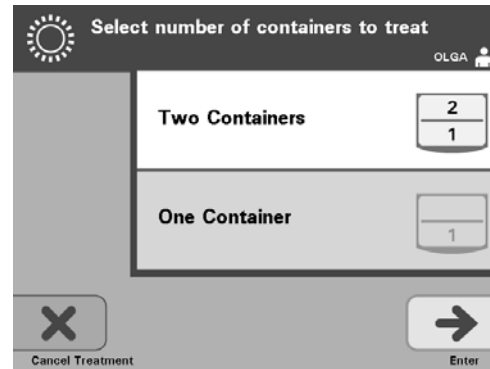 Select number of containers to treat
OLGA
Two Containers
2
1
One Container
1
Cancel Treatment
Enter